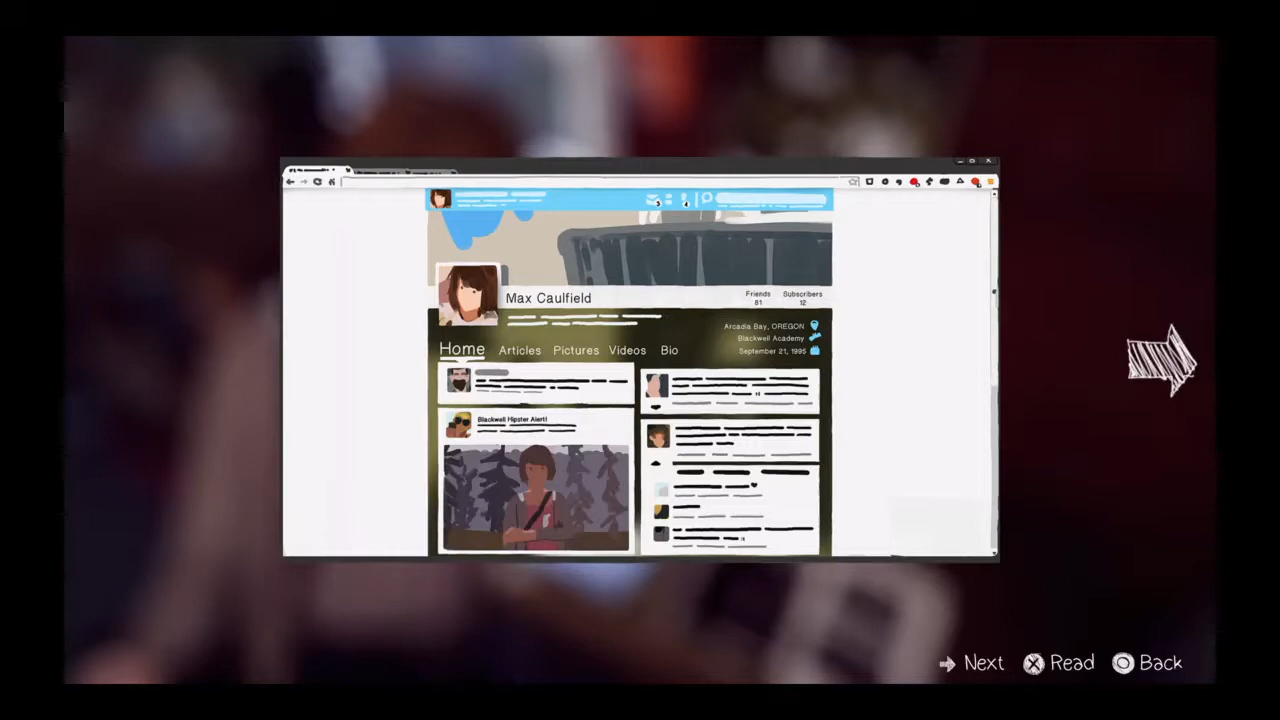 Max Caulfield
Friends
81
Subscribers
12
Arcadia Bay, OREGON
Blackwell Academy
September 21, 1995
Home Articles Pictures Videos Bio
Blackwell Hipster Alert!
Next Read Back